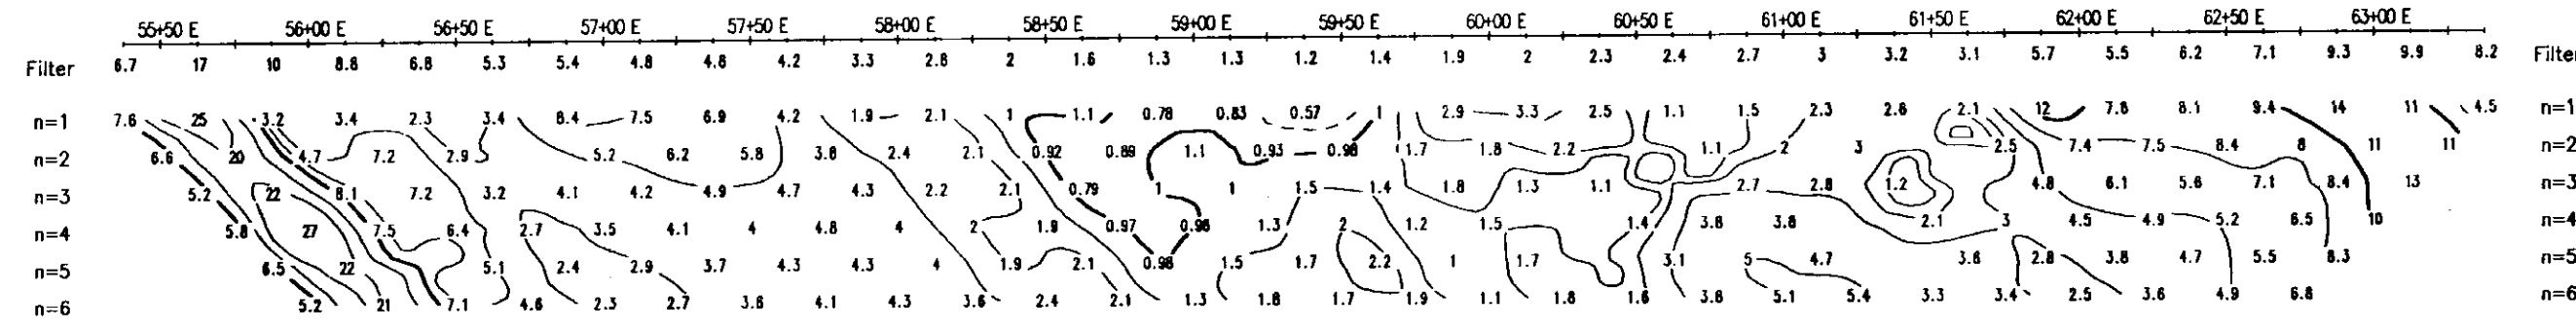 55+50 E 56+00 E 56+50 E 57+00 E 57+50 E 58+00 E 58+50 E 59+00 E 59+50 E 60+00 E 60+50 E 61+00 E 61+50 E 62+00 E 62+50 E 63+00 E
Filter 6.7 17 10 8.8 6.8 5.3 5.4 4.8 4.8 4.2 3.3 2.8 2 1.6 1.3 1.3 1.2 1.4 1.9 2 2.3 2.4 2.7 3 3.2 3.1 5.7 5.5 6.2 7.1 9.3 9.9 8.2 Filter
n=1 7.6 25 3.2 3.4 2.3 3.4 8.4 7.5 6.9 4.2 1.9 2.1 1 1.1 0.78 0.83 0.57 1 2.9 3.3 2.5 1.1 1.5 2.3 2.8 2.1 12 7.8 8.1 9.4 14 11 4.5 n=1
n=2 6.6 20 4.7 7.2 2.9 5.2 6.2 5.8 3.8 2.4 2.1 0.92 0.89 1.1 0.93 0.98 1.7 1.8 2.2 1.1 2 3 2.5 7.4 7.5 8.4 8 11 11 n=2
n=3 5.2 22 8.1 7.2 3.2 4.1 4.2 4.9 4.7 4.3 2.2 2.1 0.79 1 1 1.5 1.4 1.8 1.3 1.1 2.7 2.8 1.2 4.8 6.1 5.6 7.1 8.4 13 n=3
n=4 5.8 27 7.5 6.4 2.7 3.5 4.1 4 4.8 4 2 1.9 0.97 0.98 1.3 2 1.2 1.5 1.4 3.8 3.8 2.1 3 4.5 4.9 5.2 6.5 10 n=4
n=5 6.5 22 5.1 2.4 2.9 3.7 4.3 4.3 4 1.9 2.1 0.98 1.5 1.7 2.2 1 1.7 3.1 5 4.7 3.6 2.8 3.8 4.7 5.5 8.3 n=5
n=6 5.2 21 7.1 4.6 2.3 2.7 3.6 4.1 4.3 3.6 2.4 2.1 1.3 1.8 1.7 1.9 1.1 1.8 1.6 3.8 5.1 5.4 3.3 3.4 2.5 3.6 4.9 6.8 n=6